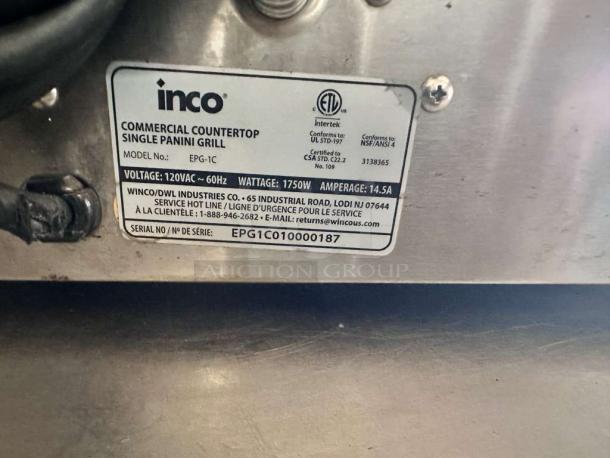 inco®
COMMERCIAL COUNTERTOP
SINGLE PANINI GRILL
MODEL No.: EPG-1C
ETL
Intertek
Conforms to:
UL STD-197
Certified to
CSA STD. C22.2
No. 109
Conforms to:
NSF/ANSI 4
3138365
VOLTAGE: 120VAC ~ 60Hz WATTAGE: 1750W AMPERAGE: 14.5A
WINCO/DWL INDUSTRIES CO. • 65 INDUSTRIAL ROAD, LODI NJ 07644
SERVICE HOT LINE / LIGNE D'URGENCE POUR LE SERVICE
À LA CLIENTÈLE : 1-888-946-2682 • E-MAIL: returns@wincous.com
SERIAL NO / Nº DE SÉRIE: EPG1C010000187
AUCTION GROUP